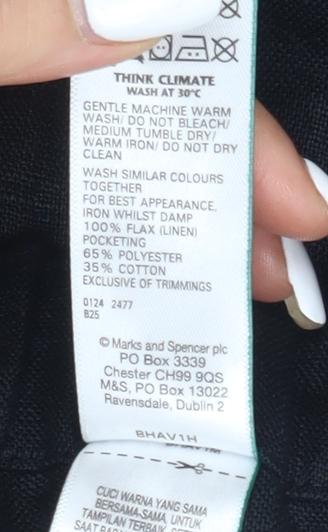 THINK CLIMATE
WASH AT 30°C
GENTLE MACHINE WARM
WASH/ DO NOT BLEACH/
MEDIUM TUMBLE DRY/
WARM IRON/ DO NOT DRY
CLEAN
WASH SIMILAR COLOURS
TOGETHER
FOR BEST APPEARANCE,
IRON WHILST DAMP
100% FLAX (LINEN)
POCKETING
65% POLYESTER
35% COTTON
EXCLUSIVE OF TRIMMINGS
0124 2477
B25
© Marks and Spencer plc
PO Box 3339
Chester CH99 9QS
M&S, PO Box 13022
Ravensdale, Dublin 2
BHAV1H
CUCI WARNA YANG SAMA
BERSAMA-SAMA. UNTUK
TAMPILAN TERBAIK, SETRIKA